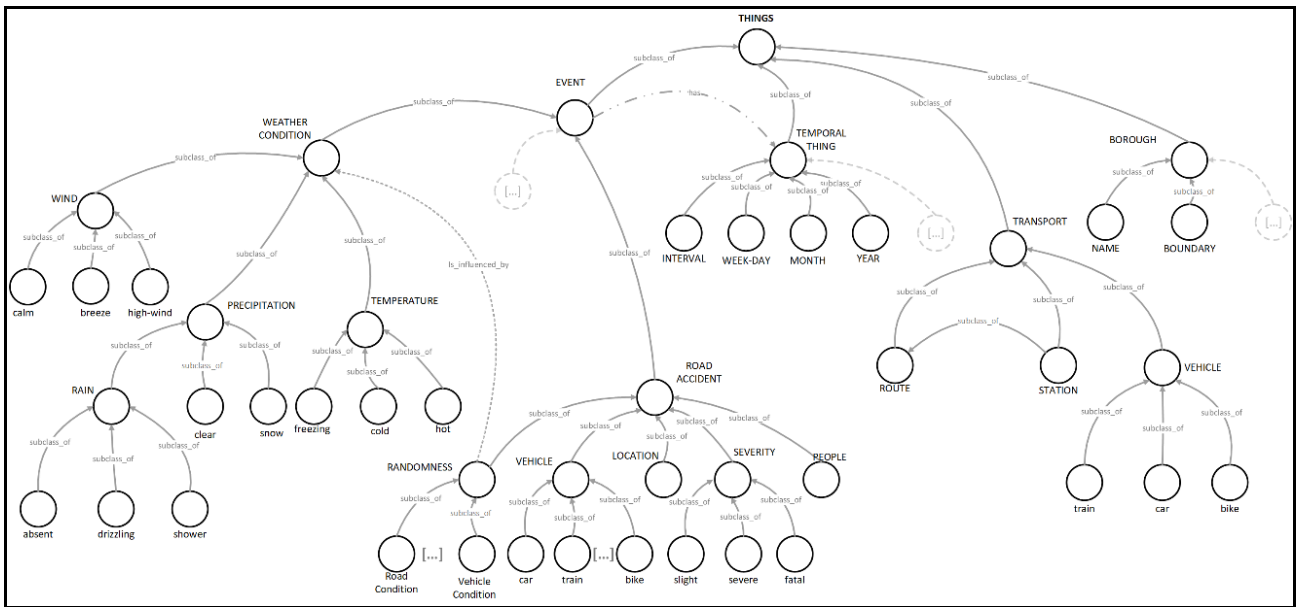 THINGS
subclass_of
subclass_of
EVENT
has
subclass_of
subclass_of
subclass_of
WEATHER
CONDITION
TEMPORAL
THING
BOROUGH
subclass_of
subclass_of
subclass_of
subclass_of
subclass_of
subclass_of
subclass_of
[...]
WIND
subclass_of
subclass_of
subclass_of
[...]
[...]
TRANSPORT
NAME
BOUNDARY
INTERVAL
WEEK-DAY
MONTH
YEAR
subclass_of
subclass_of
subclass_of
Is_influenced_by
calm
breeze
high-wind
PRECIPITATION
TEMPERATURE
subclass_of
subclass_of
subclass_of
subclass_of
subclass_of
subclass_of
subclass_of
subclass_of
subclass_of
subclass_of
ROAD
ACCIDENT
ROUTE
STATION
VEHICLE
RAIN
clear
snow
freezing
cold
hot
subclass_of
subclass_of
subclass_of
subclass_of
subclass_of
subclass_of
subclass_of
subclass_of
subclass_of
subclass_of
subclass_of
RANDOMNESS
VEHICLE
LOCATION
SEVERITY
PEOPLE
absent
drizzling
shower
train
car
bike
subclass_of
subclass_of
subclass_of
subclass_of
subclass_of
subclass_of
subclass_of
subclass_of
[...]
[...]
Road
Condition
Vehicle
Condition
car
train
bike
slight
severe
fatal